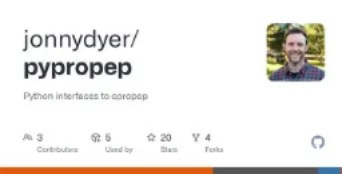 jonnydyer/
pypropep
Python interfaces to cpropep
3
Contributors
5
Used by
20
Stars
4
Forks